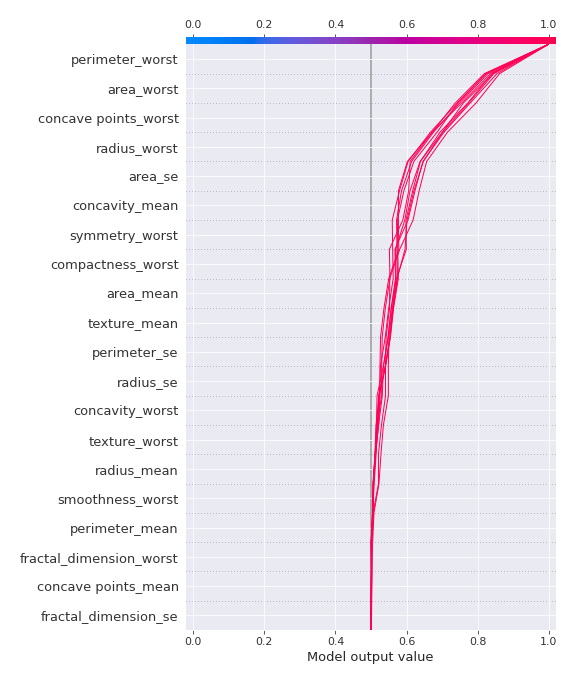 0.0 0.2 0.4 0.6 0.8 1.0
perimeter_worst
area_worst
concave points_worst
radius_worst
area_se
concavity_mean
symmetry_worst
compactness_worst
area_mean
texture_mean
perimeter_se
radius_se
concavity_worst
texture_worst
radius_mean
smoothness_worst
perimeter_mean
fractal_dimension_worst
concave points_mean
fractal_dimension_se
0.0 0.2 0.4 0.6 0.8 1.0
Model output value